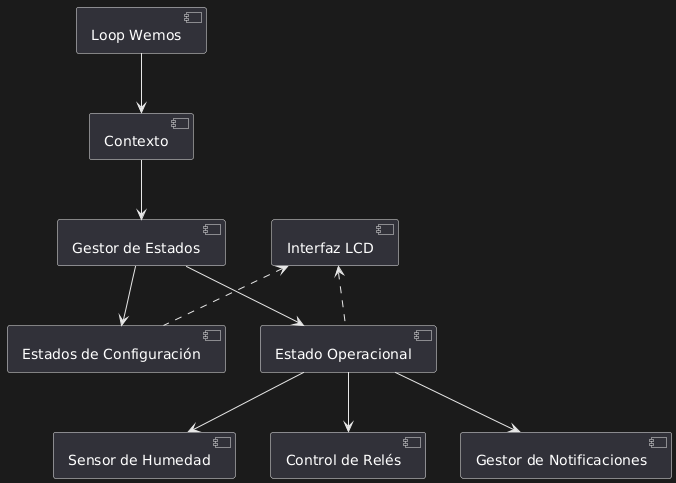 Loop Wemos
Contexto
Gestor de Estados
Interfaz LCD
Estados de Configuración
Estado Operacional
Sensor de Humedad
Control de Relés
Gestor de Notificaciones